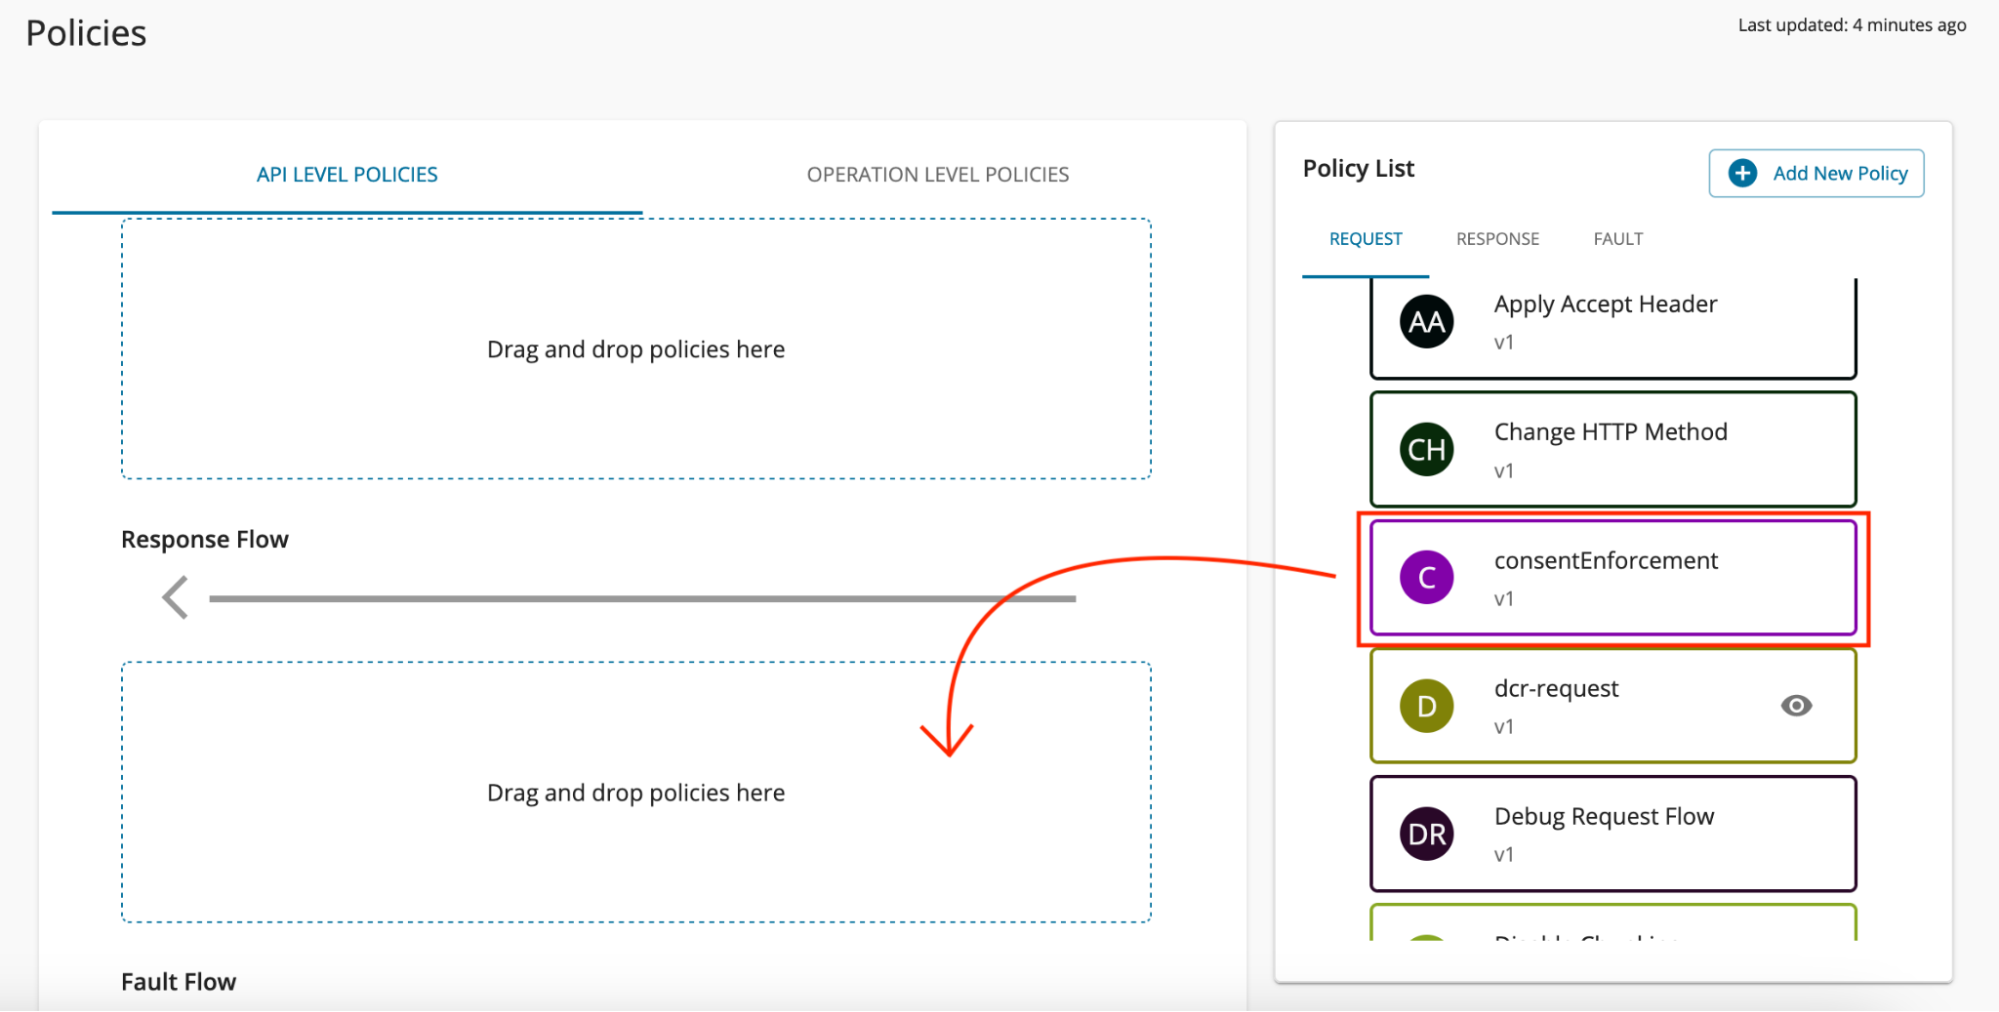 Policies
Last updated: 4 minutes ago
API LEVEL POLICIES
OPERATION LEVEL POLICIES
Drag and drop policies here
Response Flow
Drag and drop policies here
Fault Flow
Policy List
Add New Policy
REQUEST
RESPONSE
FAULT
AA
Apply Accept Header
v1
CH
Change HTTP Method
v1
C
consentEnforcement
v1
D
dcr-request
v1
DR
Debug Request Flow
v1